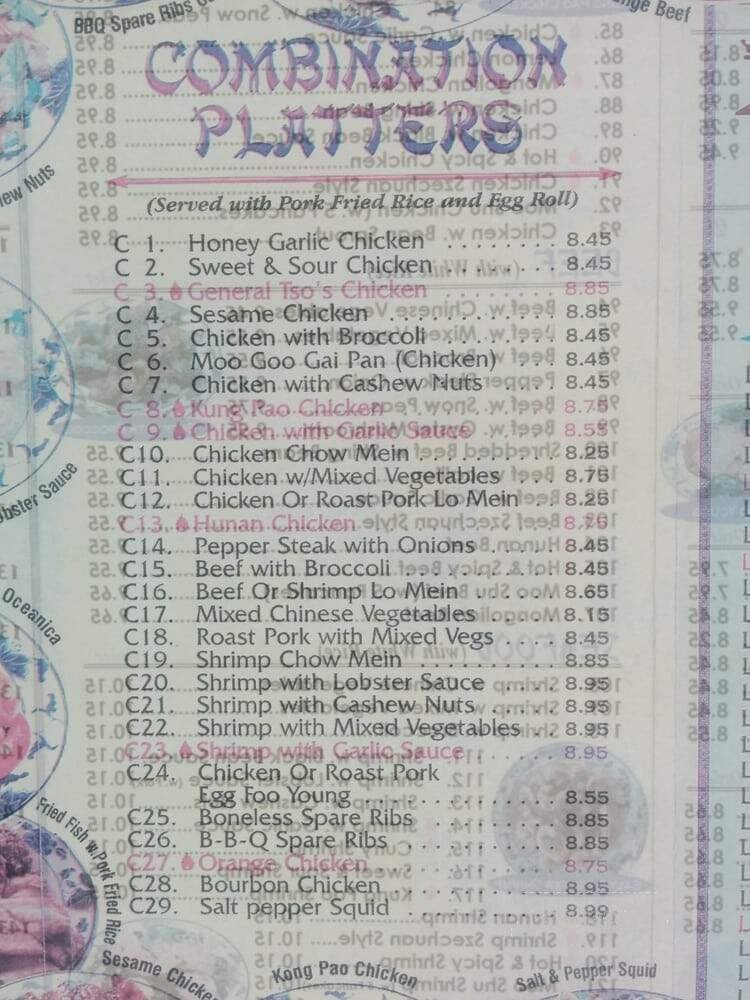 BBQ Spare Ribs
Beef
COMBINATION
PLATTERS
(Served with Pork Fried Rice and Egg Roll)
C 1. Honey Garlic Chicken ......... 8.45
C 2. Sweet & Sour Chicken ........ 8.45
C 3. General Tso's Chicken ........ 8.85
C 4. Sesame Chicken ............. 8.85
C 5. Chicken with Broccoli ......... 8.45
C 6. Moo Goo Gai Pan (Chicken) .... 8.45
C 7. Chicken with Cashew Nuts ..... 8.45
C 8. Kung Pao Chicken ........... 8.75
C 9. Chicken with Garlic Sauce ...... 8.55
C10. Chicken Chow Mein .......... 8.25
C11. Chicken w/Mixed Vegetables .... 8.75
C12. Chicken Or Roast Pork Lo Mein .. 8.25
C13. Hunan Chicken ............. 8.75
C14. Pepper Steak with Onions ...... 8.45
C15. Beef with Broccoli ........... 8.45
C16. Beef Or Shrimp Lo Mein ....... 8.65
C17. Mixed Chinese Vegetables ...... 8.15
C18. Roast Pork with Mixed Vegs .... 8.45
C19. Shrimp Chow Mein .......... 8.85
C20. Shrimp with Lobster Sauce ..... 8.95
C21. Shrimp with Cashew Nuts ...... 8.95
C22. Shrimp with Mixed Vegetables ... 8.95
C23. Shrimp with Garlic Sauce ...... 8.95
C24. Chicken Or Roast Pork
Egg Foo Young ............. 8.55
C25. Boneless Spare Ribs .......... 8.85
C26. B-B-Q Spare Ribs ............ 8.85
C27. Orange Chicken ............ 8.75
C28. Bourbon Chicken ........... 8.95
C29. Salt pepper Squid ........... 8.99
Nuts
Sauce
Oceanica
Fried Fish w.Pork Fried Rice
Sesame Chicken
Kong Pao Chicken
Salt & Pepper Squid